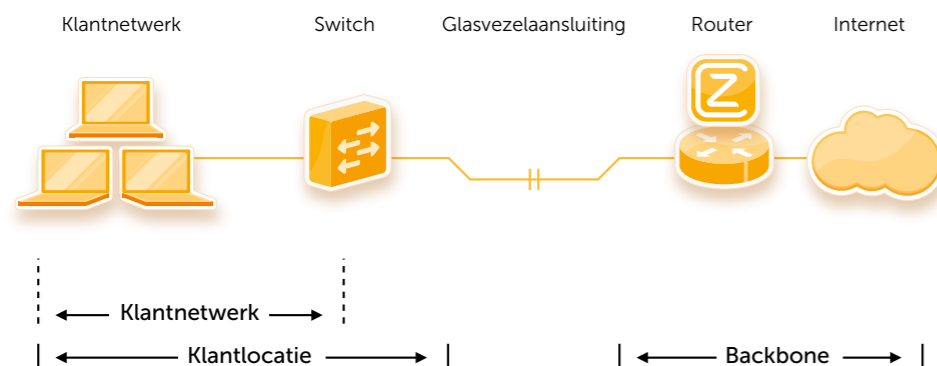 Klantnetwerk Switch Glasvezelaansluiting Router Internet
Z
Klantnetwerk
Klantlocatie Backbone